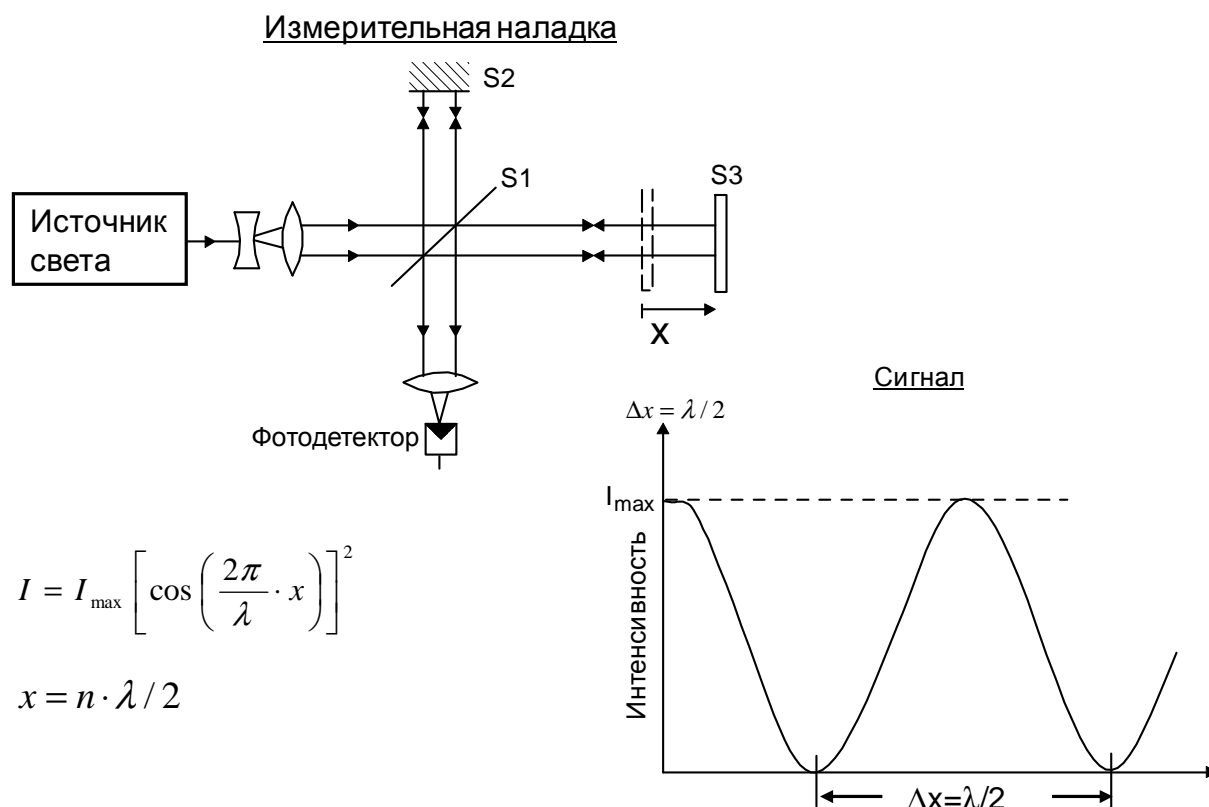 Измерительная наладка
S2
S1
S3
Источник
света
x
Фотодетектор
Сигнал
Δx = λ / 2
I_max
Интенсивность
I = I_max [cos(2π/λ · x)]²
x = n · λ / 2
Δx=λ/2